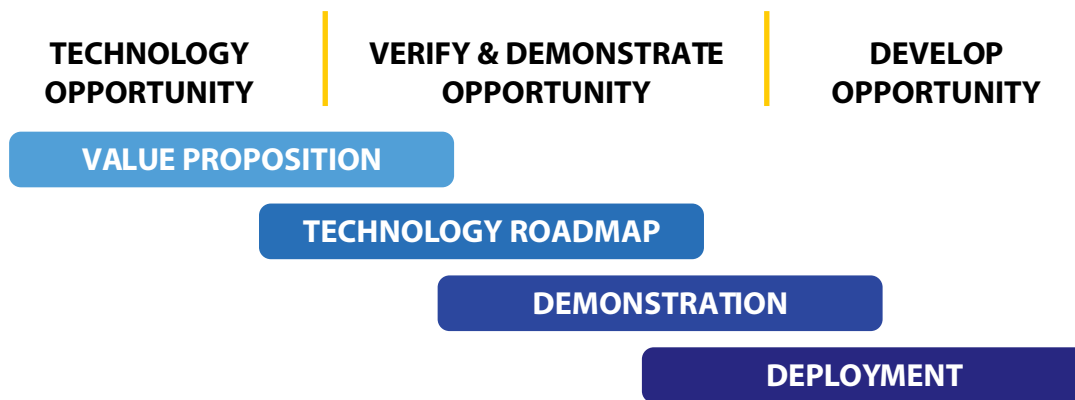 TECHNOLOGY
OPPORTUNITY
VERIFY & DEMONSTRATE
OPPORTUNITY
DEVELOP
OPPORTUNITY
VALUE PROPOSITION
TECHNOLOGY ROADMAP
DEMONSTRATION
DEPLOYMENT